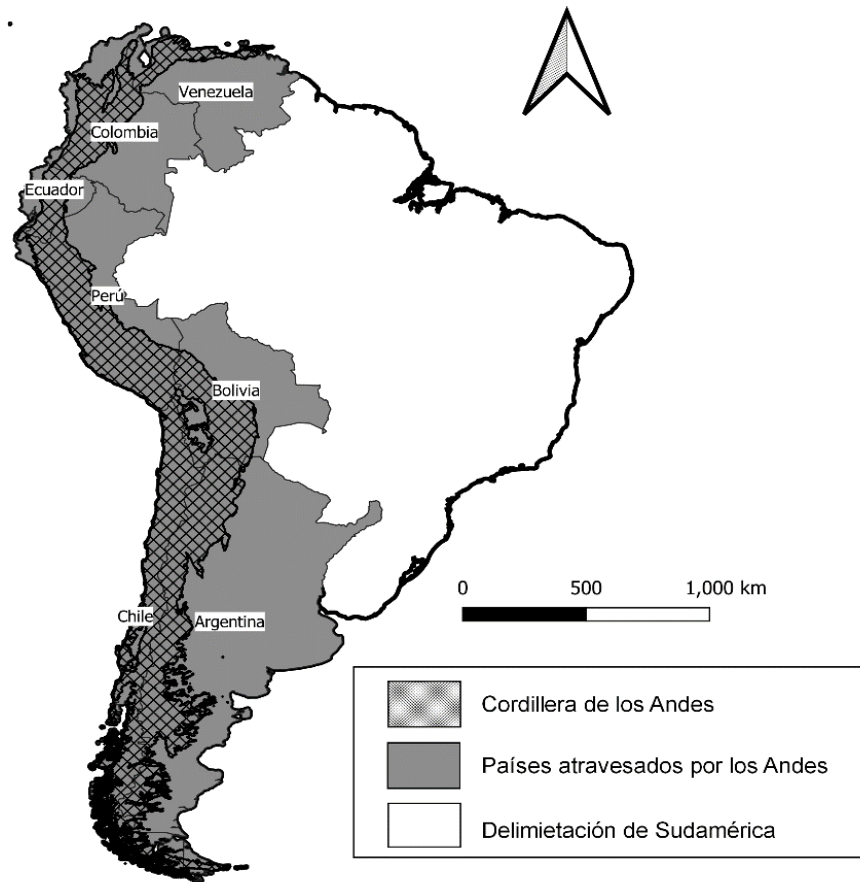 Venezuela
Colombia
Ecuador
Perú
Bolivia
Chile
Argentina
0 500 1,000 km
Cordillera de los Andes
Países atravesados por los Andes
Delimietación de Sudamérica